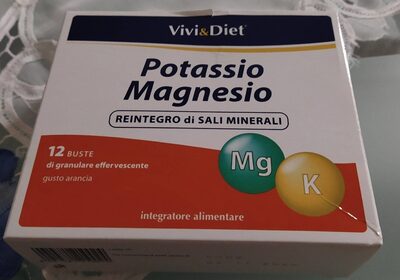 Vivi&Diet
Potassio
Magnesio
REINTEGRO di SALI MINERALI
12 BUSTE
di granulare effervescente
gusto arancia
Mg
K
integratore alimentare